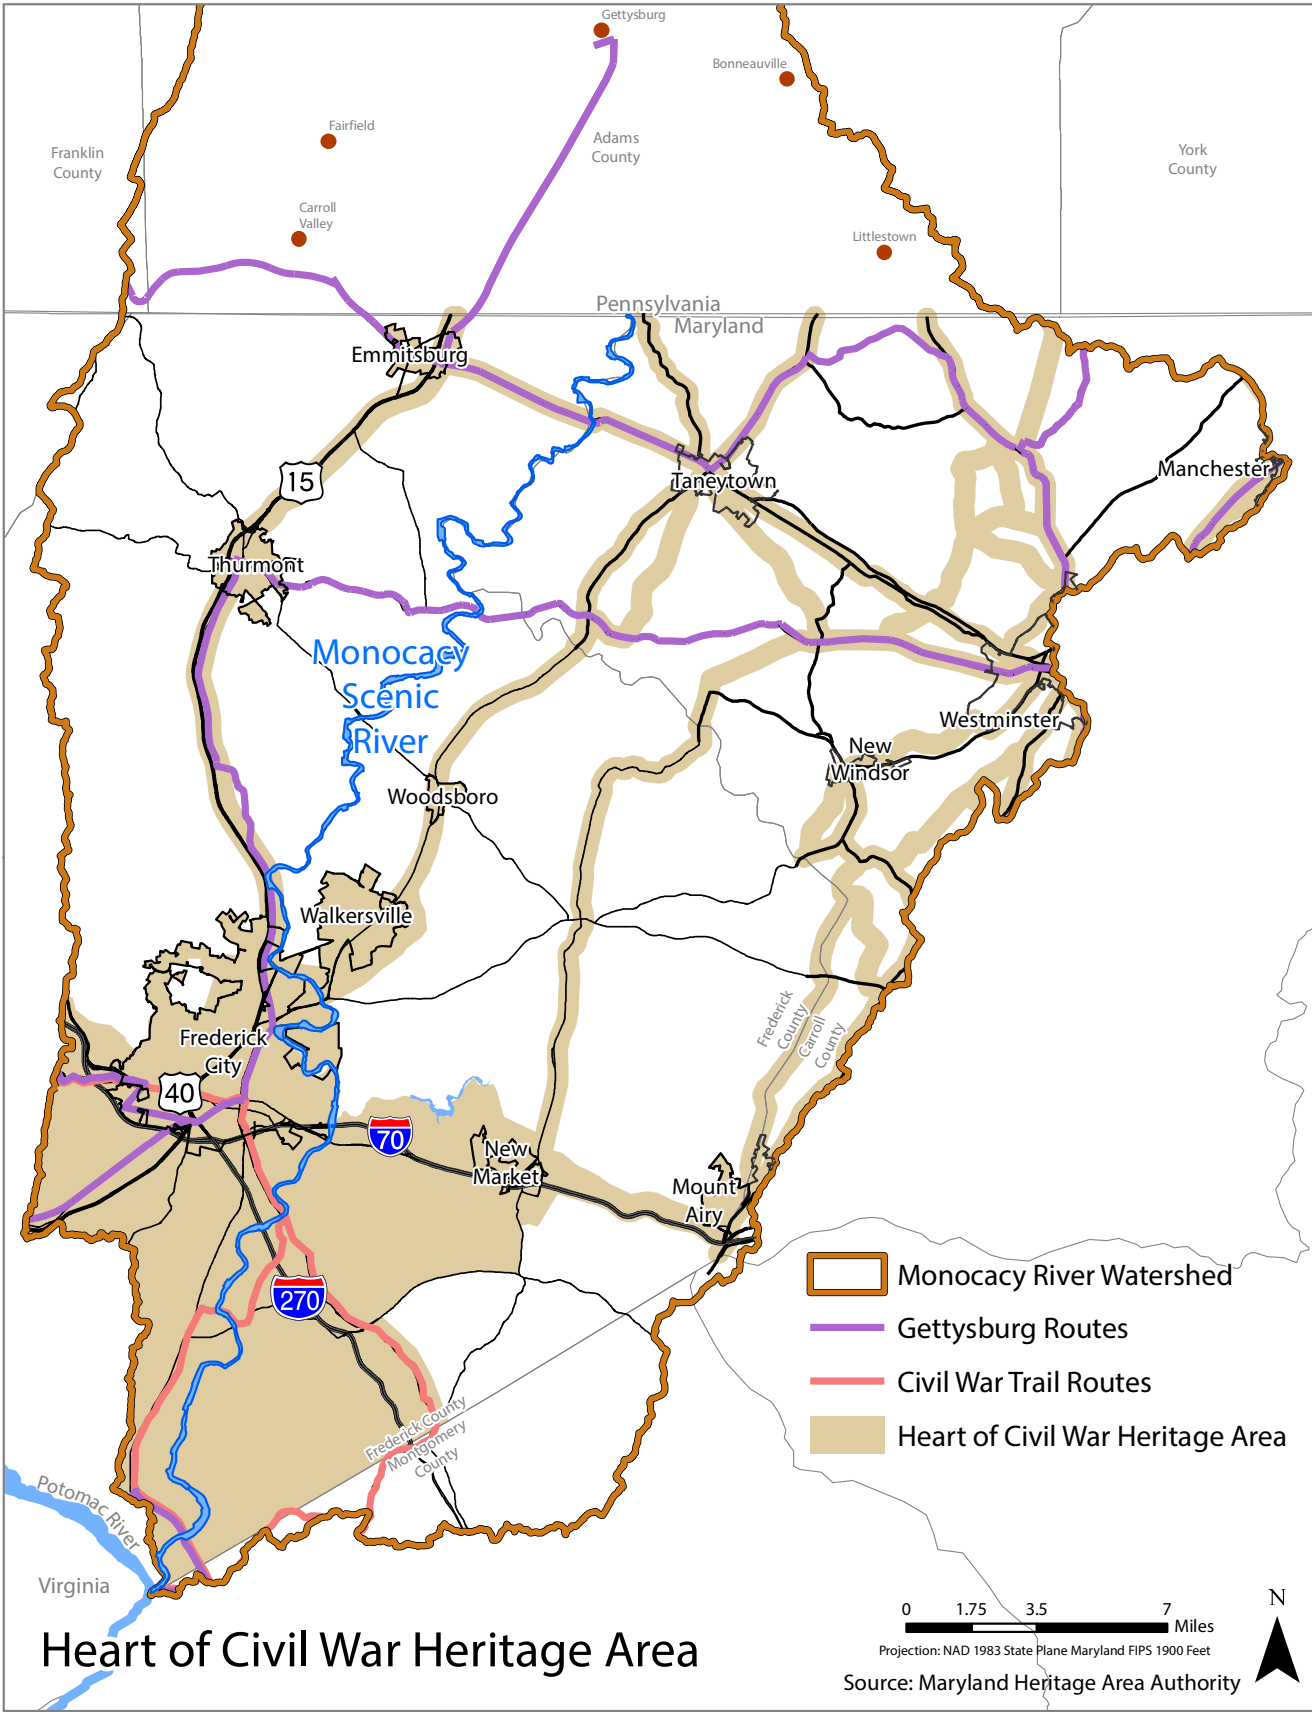 Gettysburg
Bonneauville
Fairfield
Adams
County
Franklin
County
York
County
Carroll
Valley
Littlestown
Pennsylvania
Maryland
Emmitsburg
15
Taneytown
Manchester
Thurmont
Monocacy
Scenic
River
Westminster
New
Windsor
Woodsboro
Walkersville
Frederick
County
Carroll
County
Frederick
City
40
70
New
Market
Mount
Airy
270
Monocacy River Watershed
Gettysburg Routes
Civil War Trail Routes
Heart of Civil War Heritage Area
Frederick County
Montgomery
County
Potomac River
Virginia
N
0 1.75 3.5 7
Miles
Projection: NAD 1983 State Plane Maryland FIPS 1900 Feet
Source: Maryland Heritage Area Authority
Heart of Civil War Heritage Area